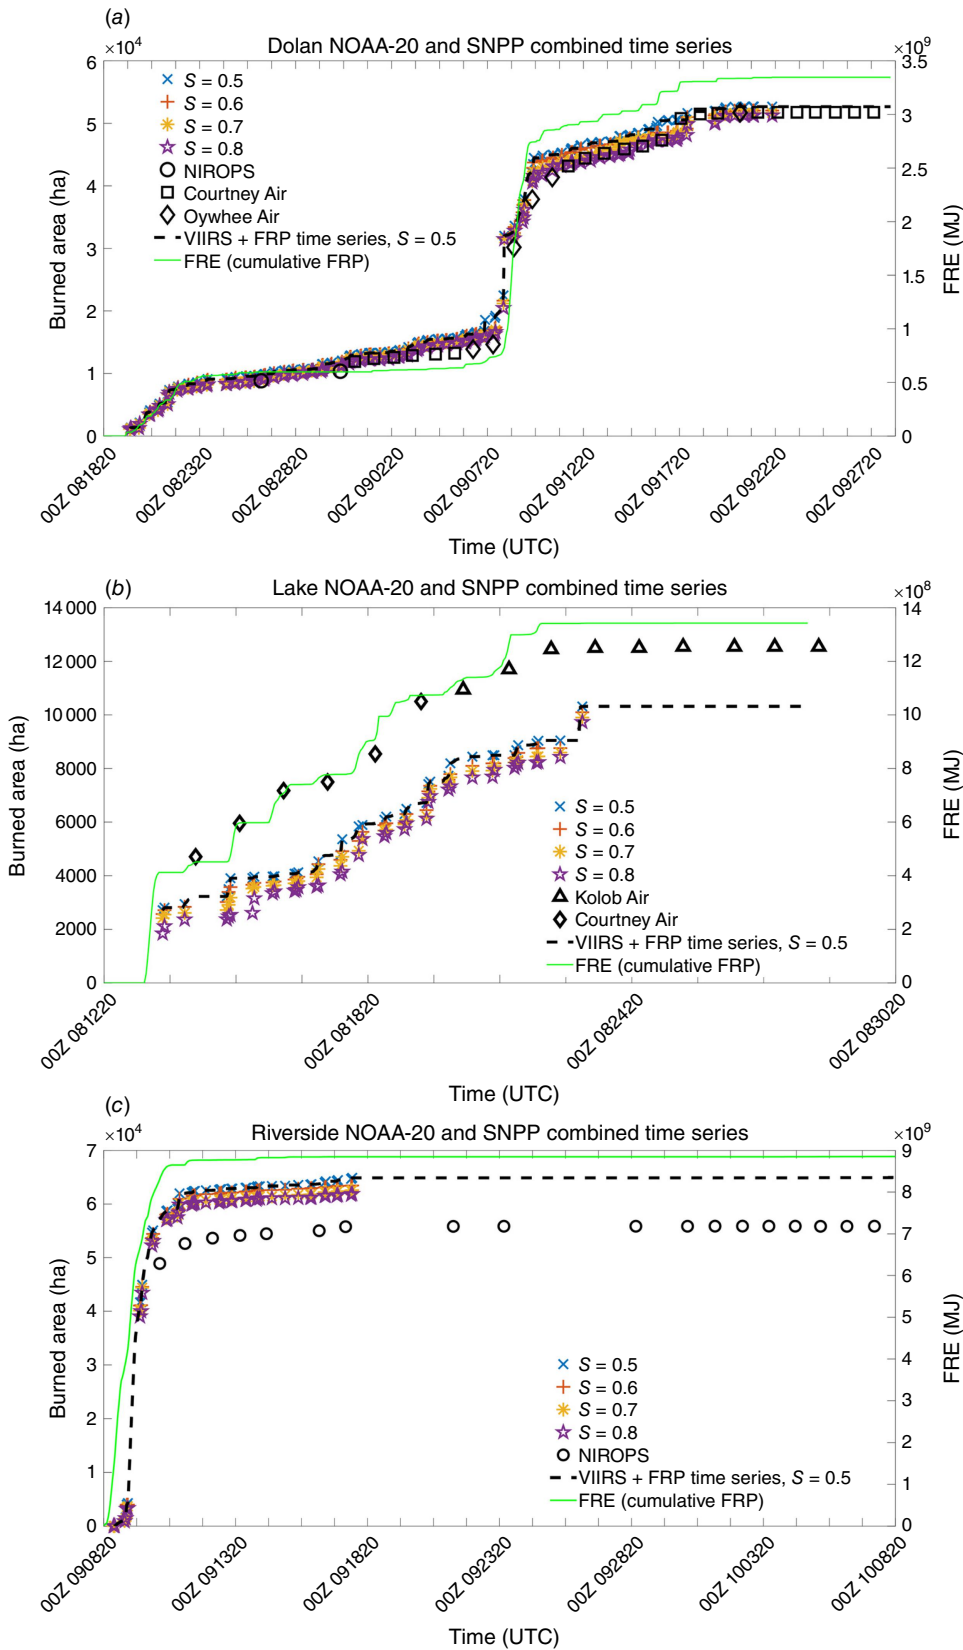 (a)
Dolan NOAA-20 and SNPP combined time series
×10⁴
×10⁹
6
5
4
3
2
1
0
3.5
3
2.5
2
1.5
1
0.5
0
Burned area (ha)
FRE (MJ)
S = 0.5
S = 0.6
S = 0.7
S = 0.8
NIROPS
Courtney Air
Oywhee Air
VIIRS + FRP time series, S = 0.5
FRE (cumulative FRP)
00Z 081820
00Z 082320
00Z 082820
00Z 090220
00Z 090720
00Z 091220
00Z 091720
00Z 092220
00Z 092720
Time (UTC)
(b)
Lake NOAA-20 and SNPP combined time series
×10⁸
14 000
12 000
10 000
8000
6000
4000
2000
0
14
12
10
8
6
4
2
0
Burned area (ha)
FRE (MJ)
S = 0.5
S = 0.6
S = 0.7
S = 0.8
Kolob Air
Courtney Air
VIIRS + FRP time series, S = 0.5
FRE (cumulative FRP)
00Z 081220
00Z 081820
00Z 082420
00Z 083020
Time (UTC)
(c)
Riverside NOAA-20 and SNPP combined time series
×10⁴
×10⁹
7
6
5
4
3
2
1
0
9
8
7
6
5
4
3
2
1
0
Burned area (ha)
FRE (MJ)
S = 0.5
S = 0.6
S = 0.7
S = 0.8
NIROPS
VIIRS + FRP time series, S = 0.5
FRE (cumulative FRP)
00Z 090820
00Z 091320
00Z 091820
00Z 092320
00Z 092820
00Z 100320
00Z 100820
Time (UTC)